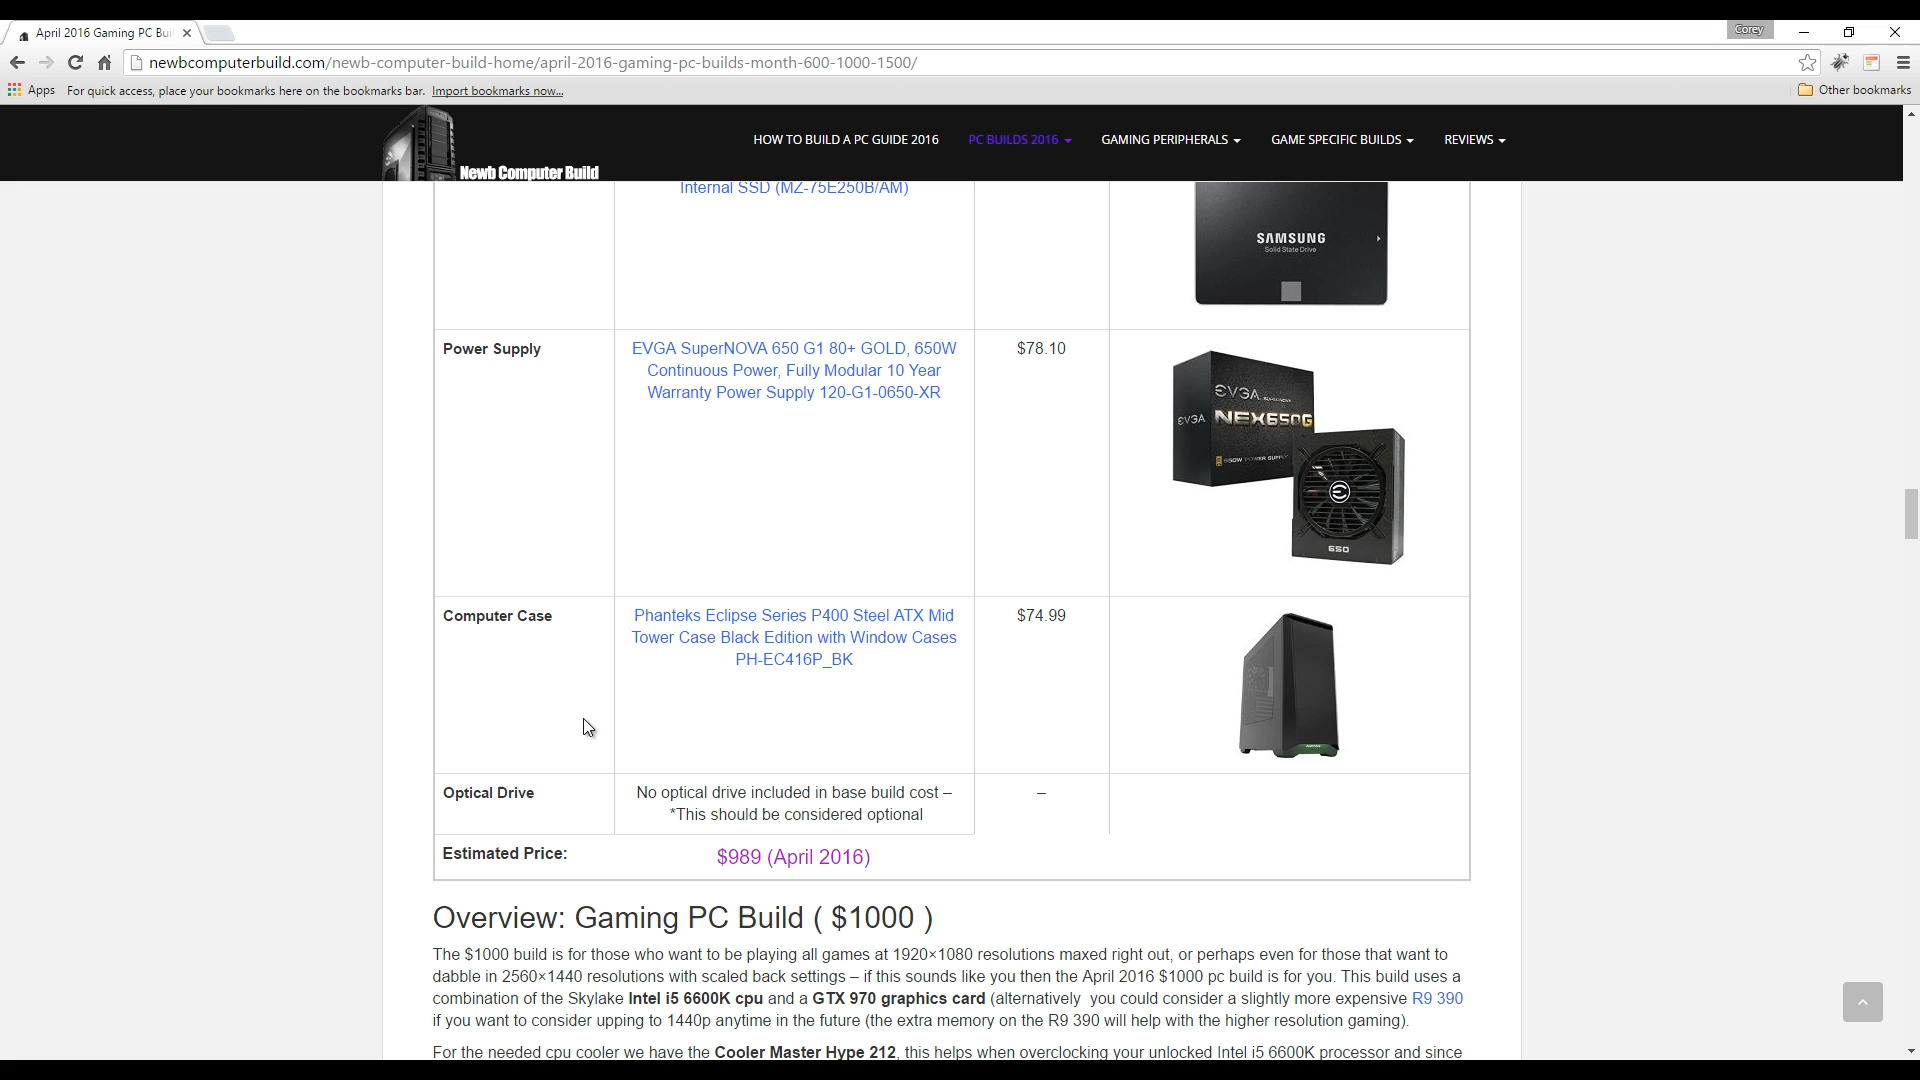 April 2016 Gaming PC Bui
Corey
newbcomputerbuild.com/newb-computer-build-home/april-2016-gaming-pc-builds-month-600-1000-1500/
Apps For quick access, place your bookmarks here on the bookmarks bar. Import bookmarks now... Other bookmarks
Newb Computer Build
HOW TO BUILD A PC GUIDE 2016 PC BUILDS 2016 GAMING PERIPHERALS GAME SPECIFIC BUILDS REVIEWS
Internal SSD (MZ-75E250B/AM)
SAMSUNG
Solid State Drive
Power Supply
EVGA SuperNOVA 650 G1 80+ GOLD, 650W
Continuous Power, Fully Modular 10 Year
Warranty Power Supply 120-G1-0650-XR
$78.10
EVGA SUPERNOVA
EVGA NEX650G
650W POWER SUPPLY
650
Computer Case
Phanteks Eclipse Series P400 Steel ATX Mid
Tower Case Black Edition with Window Cases
PH-EC416P_BK
$74.99
Optical Drive
No optical drive included in base build cost –
*This should be considered optional
–
Estimated Price: $989 (April 2016)
Overview: Gaming PC Build ( $1000 )
The $1000 build is for those who want to be playing all games at 1920×1080 resolutions maxed right out, or perhaps even for those that want to
dabble in 2560×1440 resolutions with scaled back settings – if this sounds like you then the April 2016 $1000 pc build is for you. This build uses a
combination of the Skylake Intel i5 6600K cpu and a GTX 970 graphics card (alternatively you could consider a slightly more expensive R9 390
if you want to consider upping to 1440p anytime in the future (the extra memory on the R9 390 will help with the higher resolution gaming).
For the needed cpu cooler we have the Cooler Master Hype 212, this helps when overclocking your unlocked Intel i5 6600K processor and since